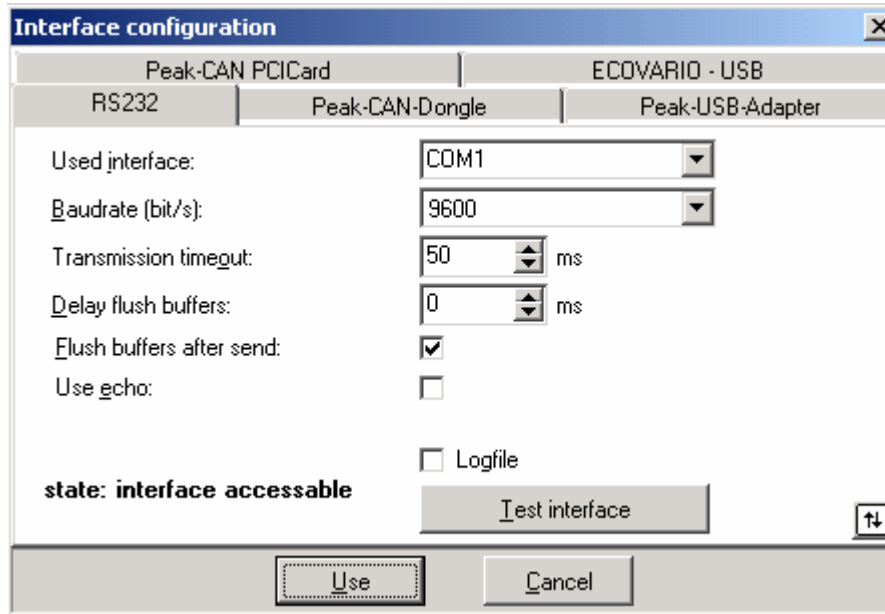 Interface configuration
Peak-CAN PCICard ECOVARIO - USB
RS232 Peak-CAN-Dongle Peak-USB-Adapter
Used interface: COM1
Baudrate (bit/s): 9600
Transmission timeout: 50 ms
Delay flush buffers: 0 ms
Flush buffers after send:
Use echo:
Logfile
state: interface accessable
Test interface
Use Cancel